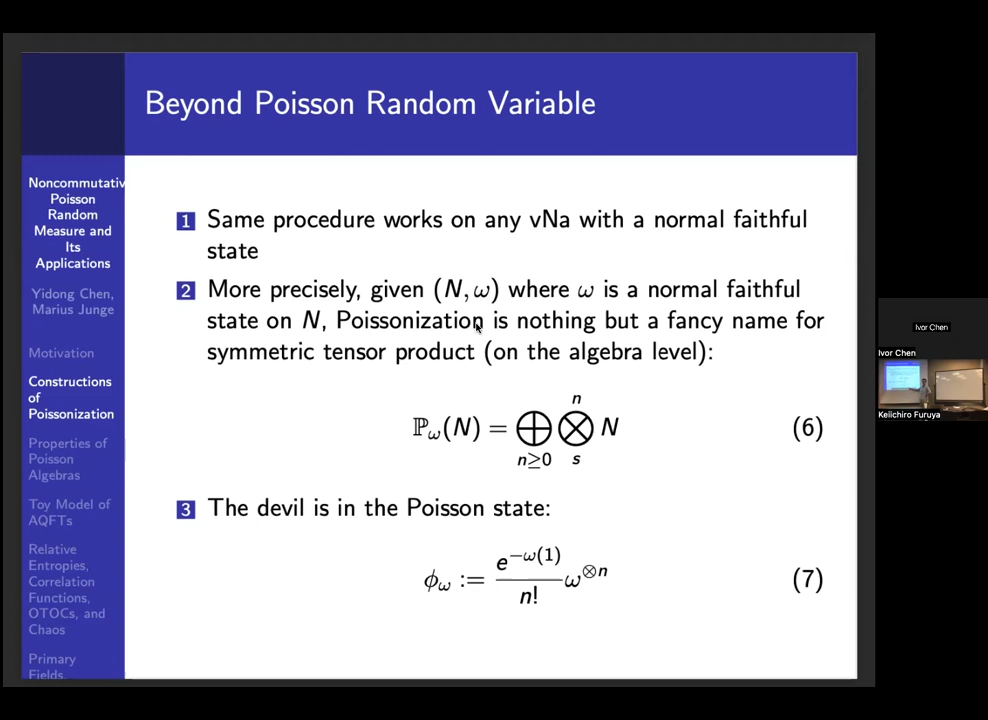 Beyond Poisson Random Variable
Noncommutativ
Poisson
Random
Measure and
Its
Applications
Yidong Chen,
Marius Junge
Motivation
Constructions
of
Poissonization
Properties of
Poisson
Algebras
Toy Model of
AQFTs
Relative
Entropies,
Correlation
Functions,
OTOCs, and
Chaos
Primary
Fields,
1 Same procedure works on any vNa with a normal faithful
state
2 More precisely, given (N, ω) where ω is a normal faithful
state on N, Poissonization is nothing but a fancy name for
symmetric tensor product (on the algebra level):
ℙ_ω(N) = ⊕_{n≥0} ⊗_s^n N (6)
3 The devil is in the Poisson state:
ϕ_ω := e^{−ω(1)}/n! ω^{⊗n} (7)
Ivor Chen
Ivor Chen
Keiichiro Furuya